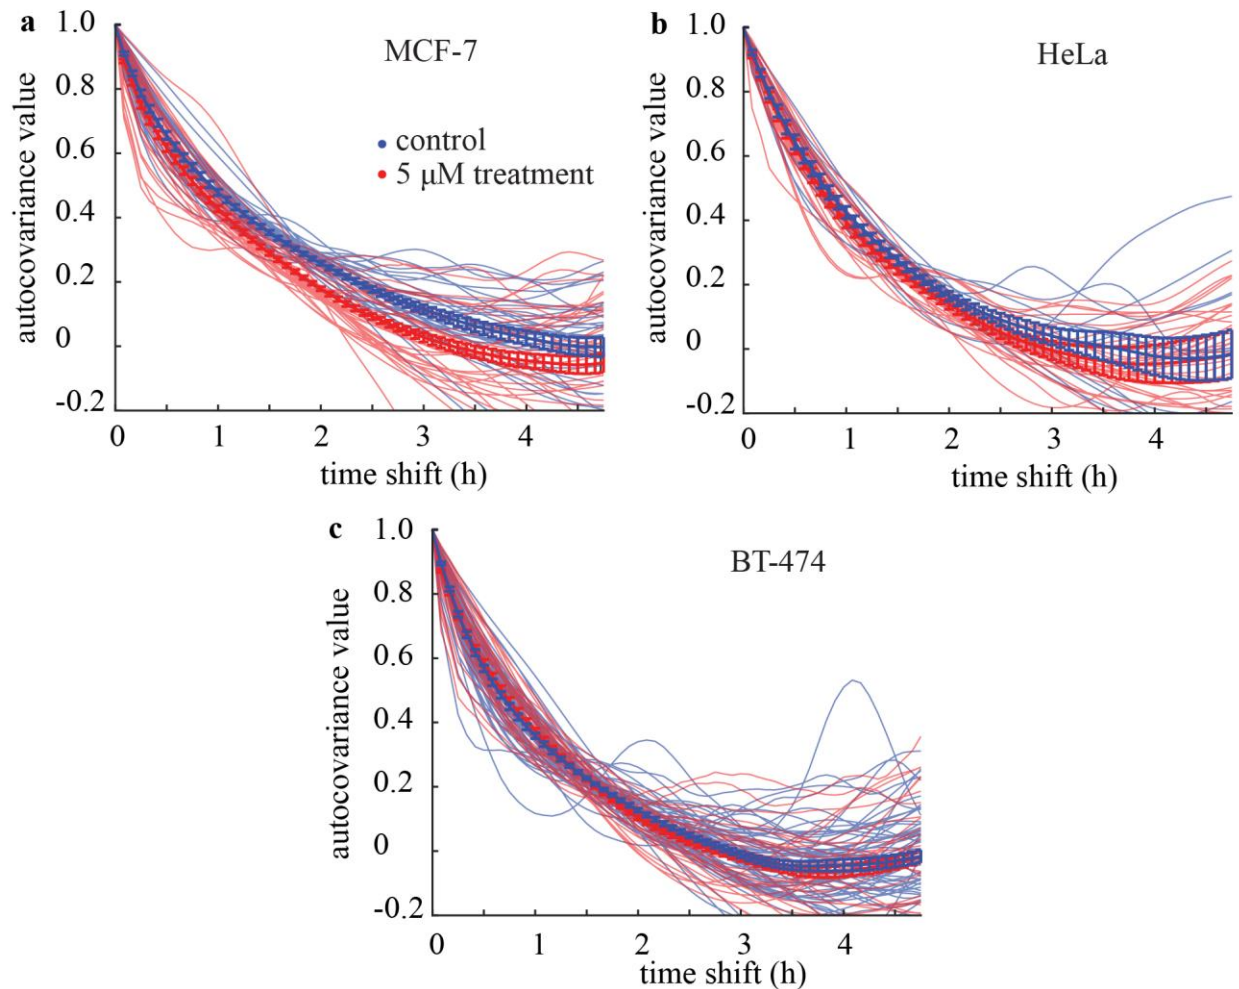 a
MCF-7
autocovariance value
1.0
0.8
0.6
0.4
0.2
0
-0.2
control
5 μM treatment
0 1 2 3 4
time shift (h)
b
HeLa
autocovariance value
1.0
0.8
0.6
0.4
0.2
0
-0.2
0 1 2 3 4
time shift (h)
c
BT-474
autocovariance value
1.0
0.8
0.6
0.4
0.2
0
-0.2
0 1 2 3 4
time shift (h)